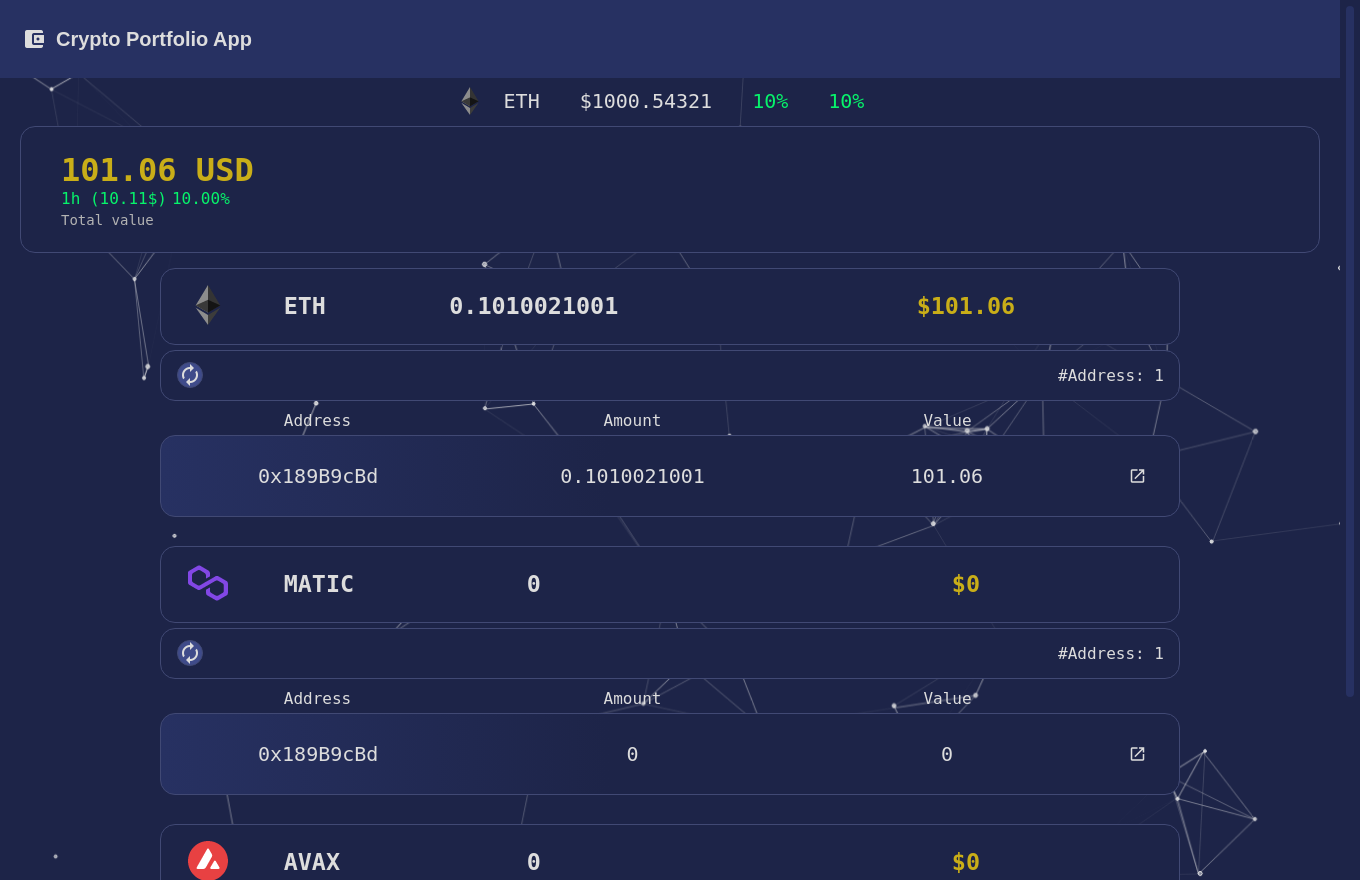 Crypto Portfolio App
ETH $1000.54321 10% 10%
101.06 USD
1h (10.11$) 10.00%
Total value
ETH 0.1010021001 $101.06
#Address: 1
Address Amount Value
0x189B9cBd 0.1010021001 101.06
MATIC 0 $0
#Address: 1
Address Amount Value
0x189B9cBd 0 0
AVAX 0 $0